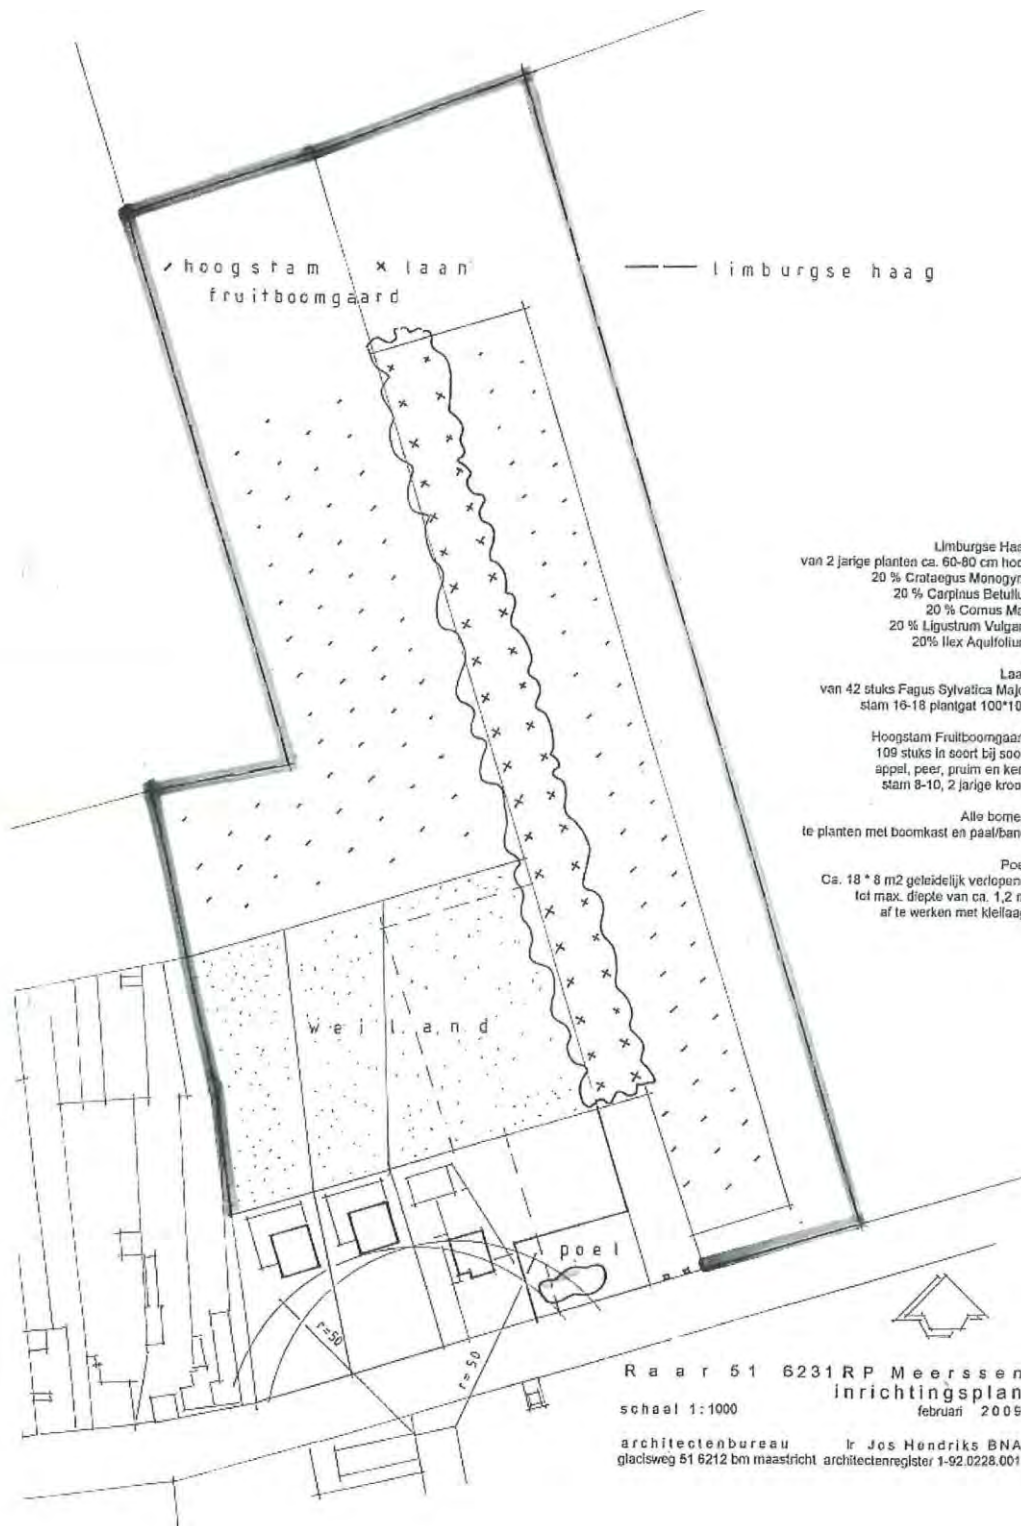 hoogstam × laan
fruitboomgaard
limburgse haag
Limburgse Haa
van 2 jarige planten ca. 60-80 cm hoo
20 % Crataegus Monogyn
20 % Carpinus Betulu
20 % Cornus Ma
20 % Ligustrum Vulgar
20% Ilex Aquifoliu
Laa
van 42 stuks Fagus Sylvatica Majo
stam 16-18 plantgat 100*10
Hoogstam Fruitboomgaar
109 stuks in soort bij soo
appel, peer, pruim en ker
stam 8-10, 2 jarige kroo
Alle bome
te planten met boomkast en paal/ban
Poe
Ca. 18 * 8 m2 geleidelijk verlopen
tot max. diepte van ca. 1,2 m
af te werken met kleilaag
weiland
poel
r=50
r=50
Raar 51 6231RP Meerssen
inrichtingsplan
schaal 1:1000
februari 2009
architectenbureau Ir Jos Hendriks BNA
glacisweg 51 6212 bm maastricht architectenregister 1-92.0228.001